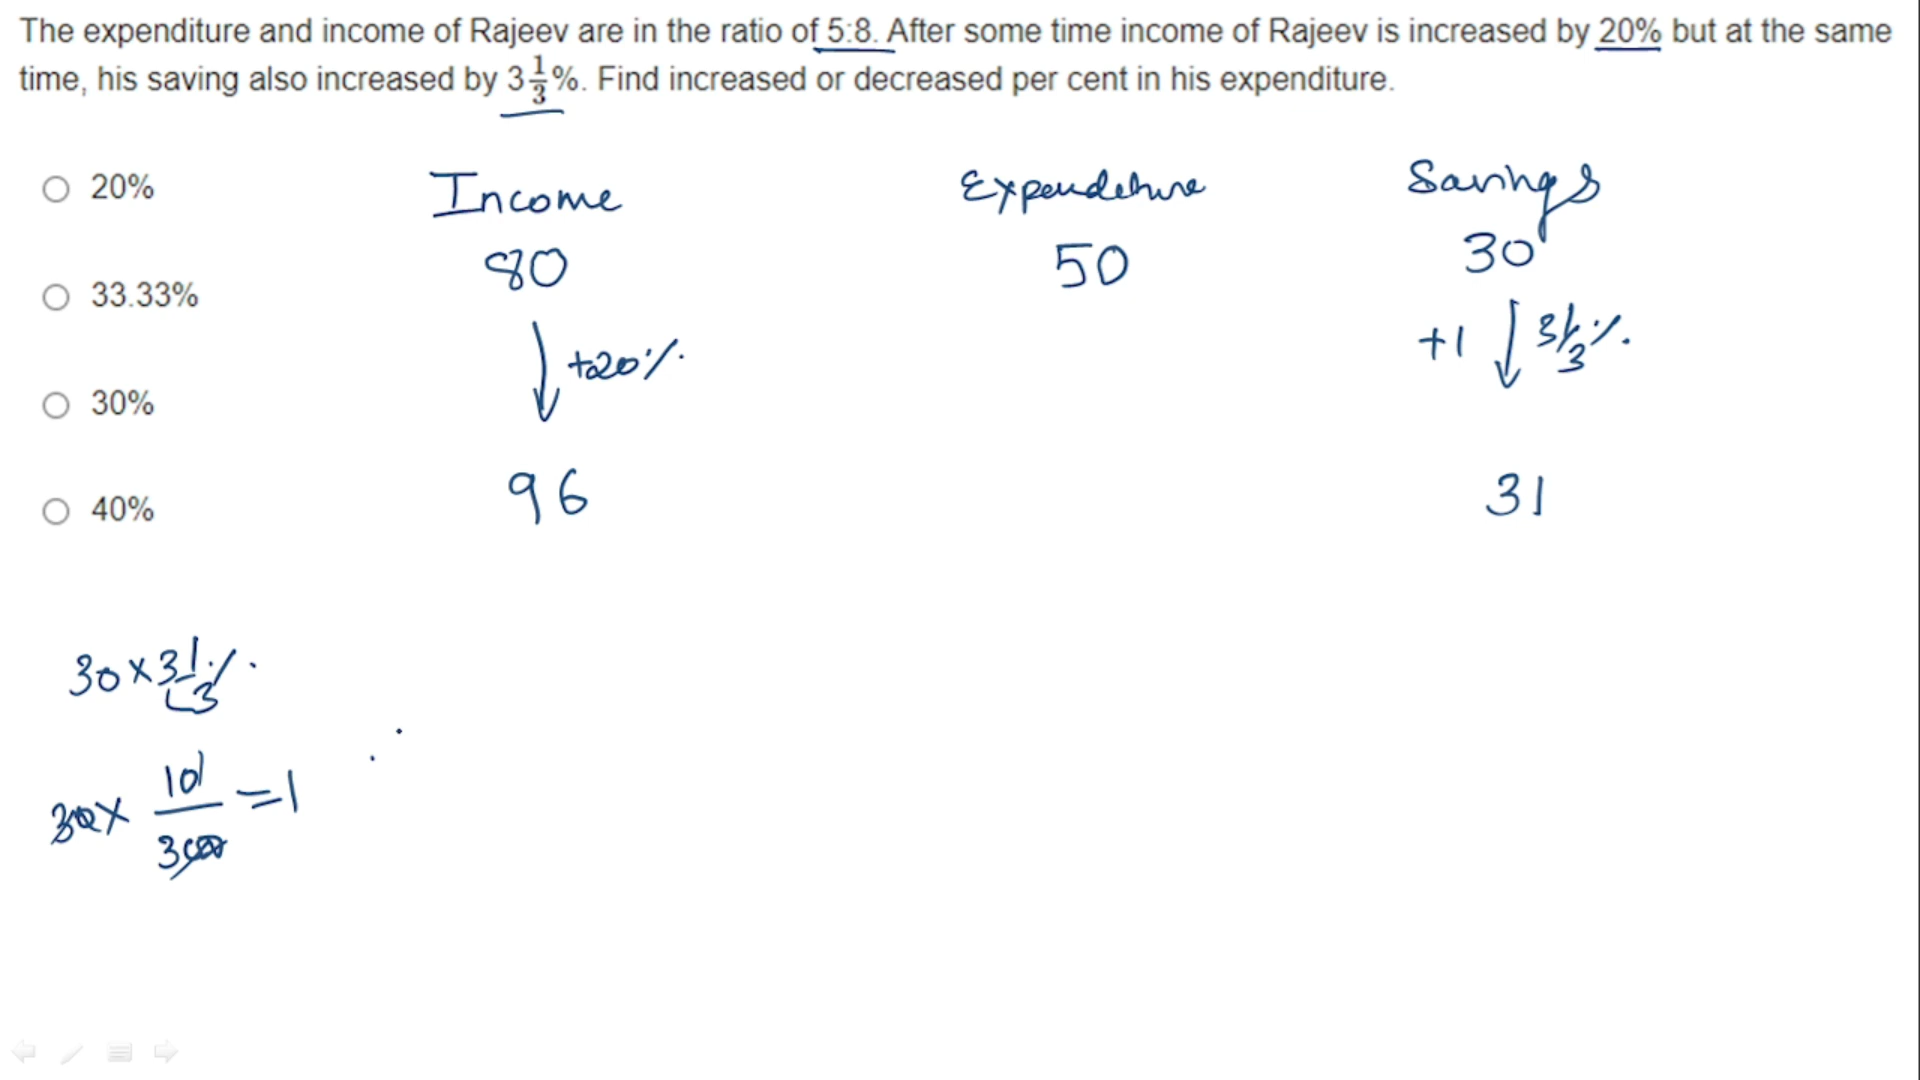 The expenditure and income of Rajeev are in the ratio of 5:8. After some time income of Rajeev is increased by 20% but at the same
time, his saving also increased by 3 1/3%. Find increased or decreased per cent in his expenditure.
20%
33.33%
30%
40%
Income Expenditure Savings
80 50 30
+20% +1 3 1/3%
96 31
30 × 3 1/3%
30 × 10/300 = 1